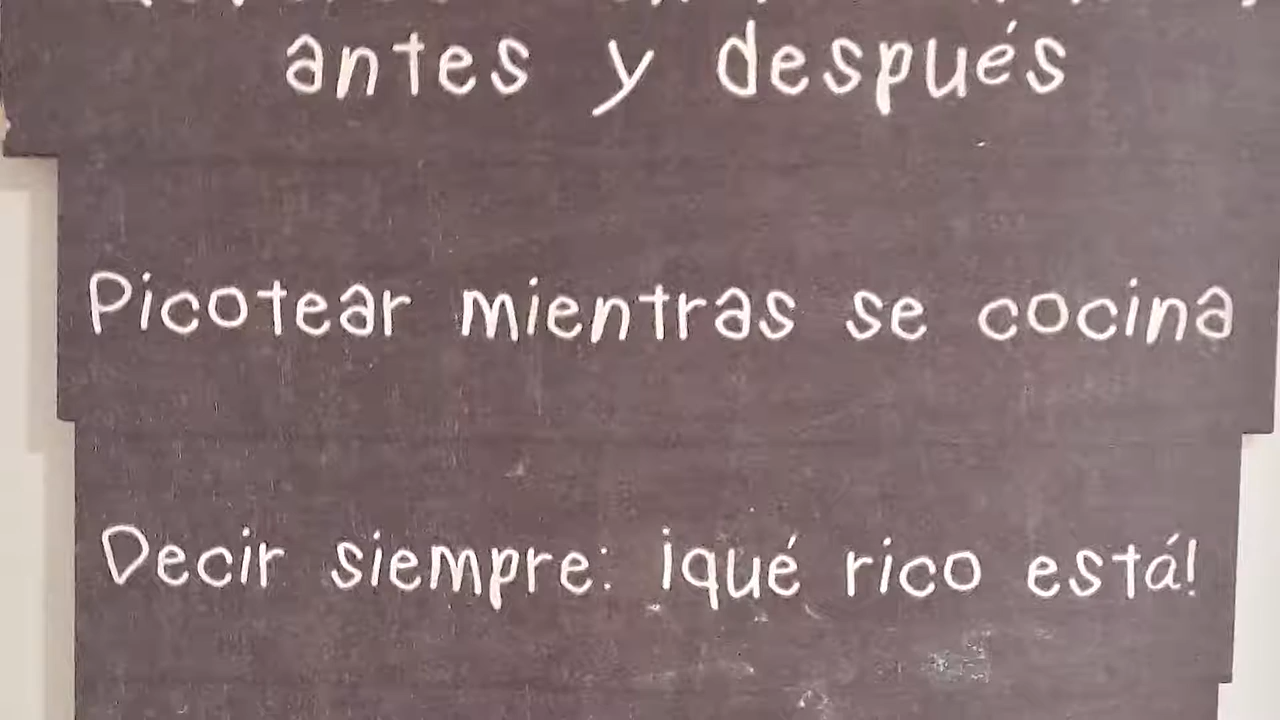 antes y después
Picotear mientras se cocina
Decir siempre: ¡qué rico está!